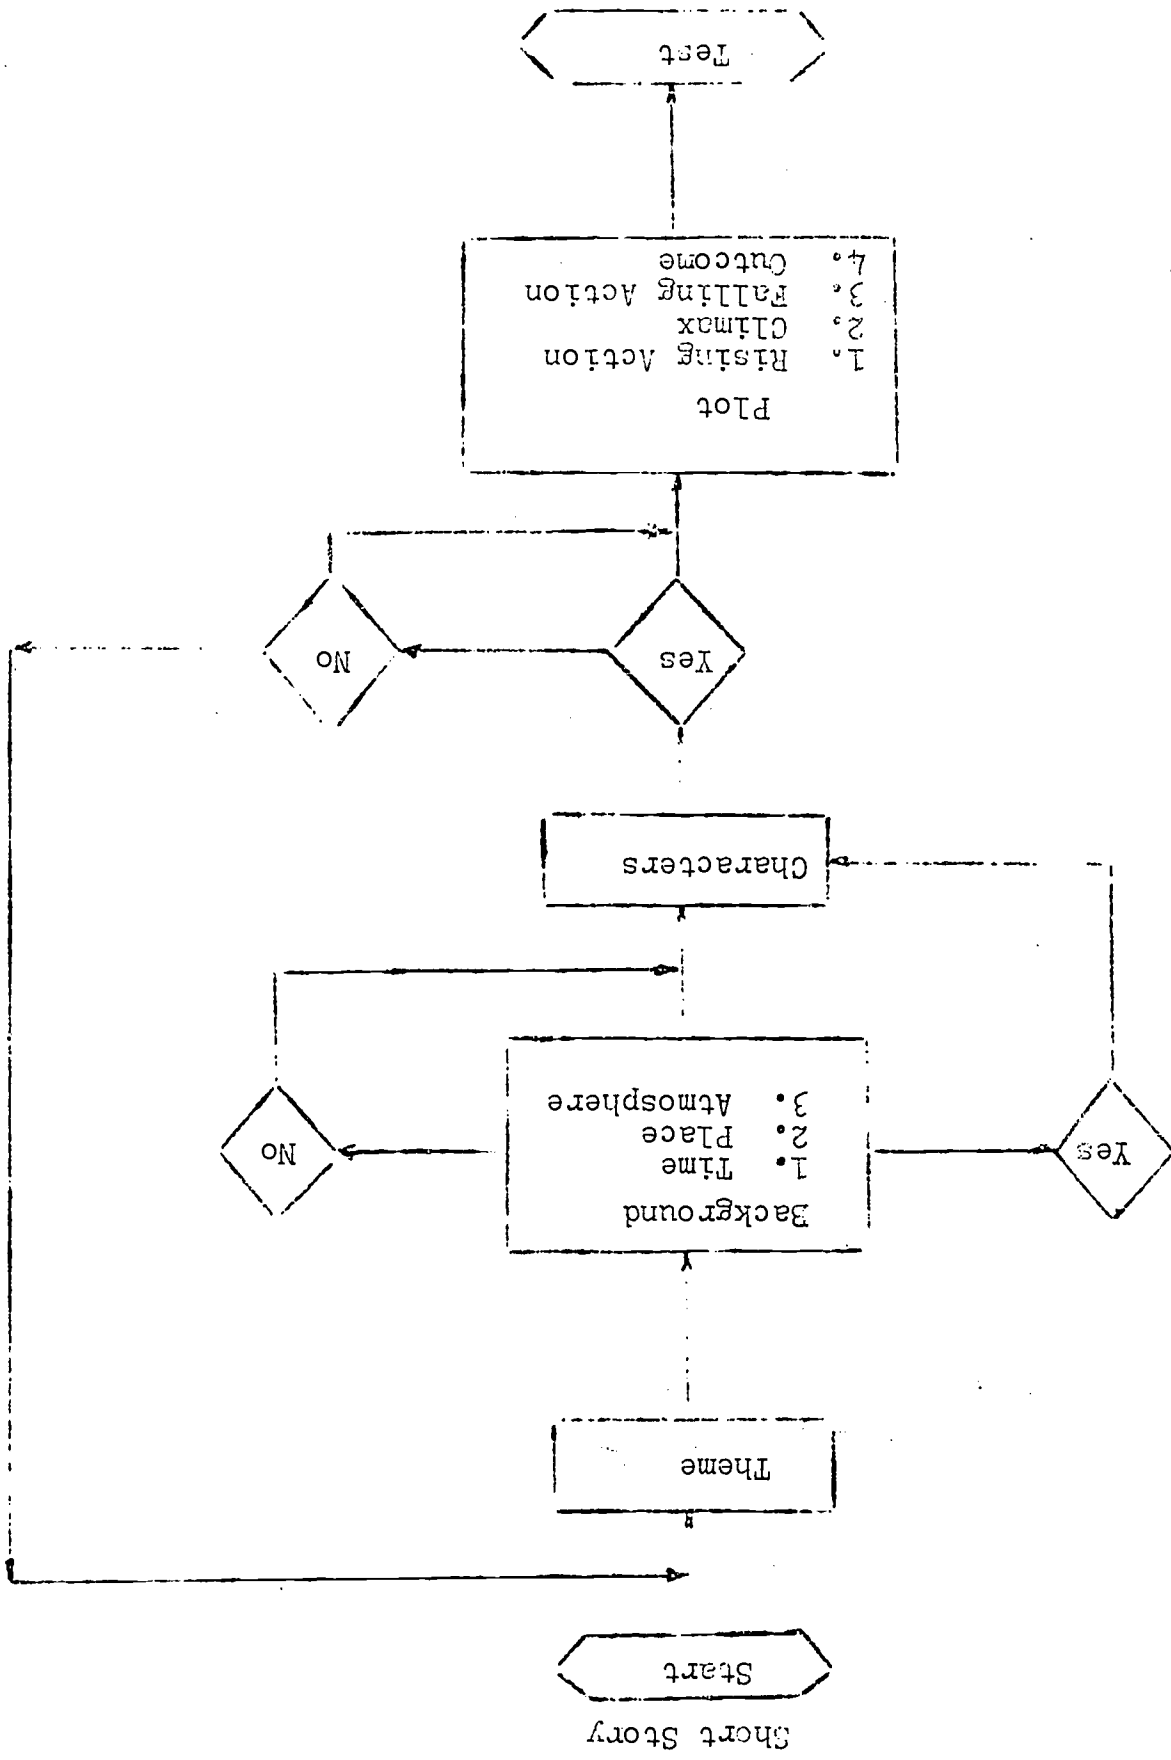 Short Story
Start
Theme
Background
1. Time
2. Place
3. Atmosphere
Yes
No
Characters
Yes
No
Plot
1. Rising Action
2. Climax
3. Falling Action
4. Outcome
Test